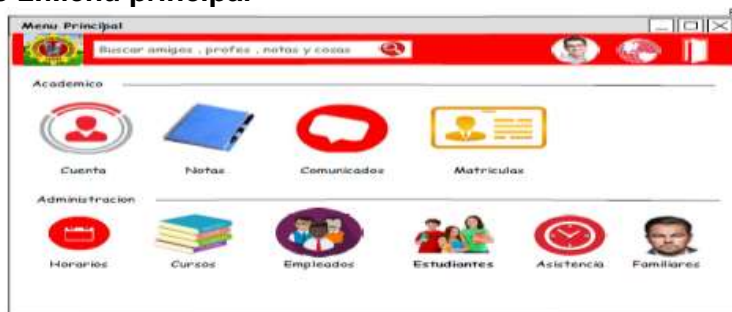 Menu Principal
Buscar amigos , profes , notas y cosas
Academico
Cuenta Notas Comunicados Matriculas
Administracion
Horarios Cursos Empleados Estudiantes Asistencia Familiares